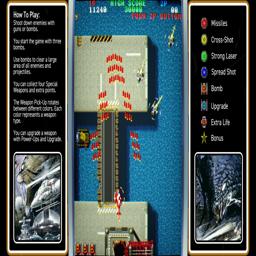 How To Play:
Shoot down enemies with
guns or bombs.
You start the game with three
bombs.
Use bombs to clear a large
area of all enemies and
projectiles.
You can collect four Special
Weapons and extra points.
The Weapon Pick-Up rotates
between different colors. Each
color represents a weapon
type.
You can upgrade a weapon
with Power-Ups and Upgrade.
HIGH SCORE
11240
50000
Missiles
Cross-Shot
Strong Laser
Spread Shot
Bomb
Upgrade
Extra Life
Bonus